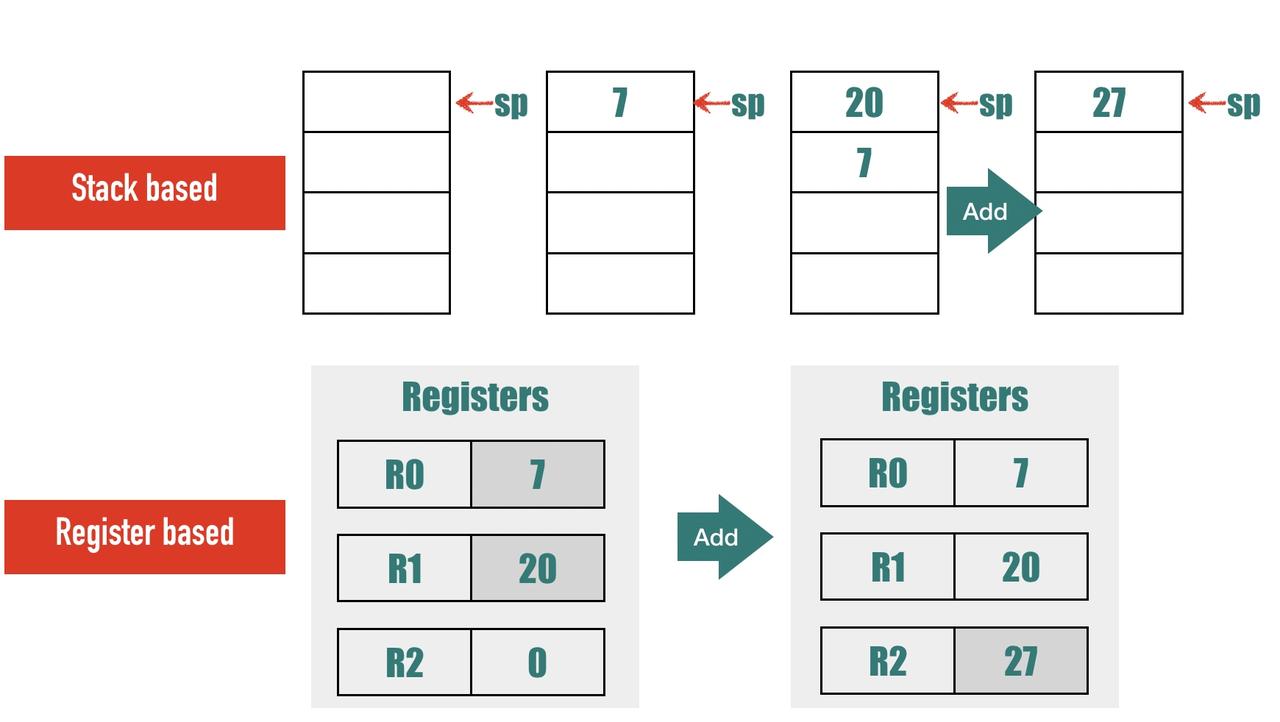 sp
7
sp
20
sp
27
sp
Stack based
7
Add
Registers
Registers
R0
7
R0
7
Register based
Add
R1
20
R1
20
R2
0
R2
27